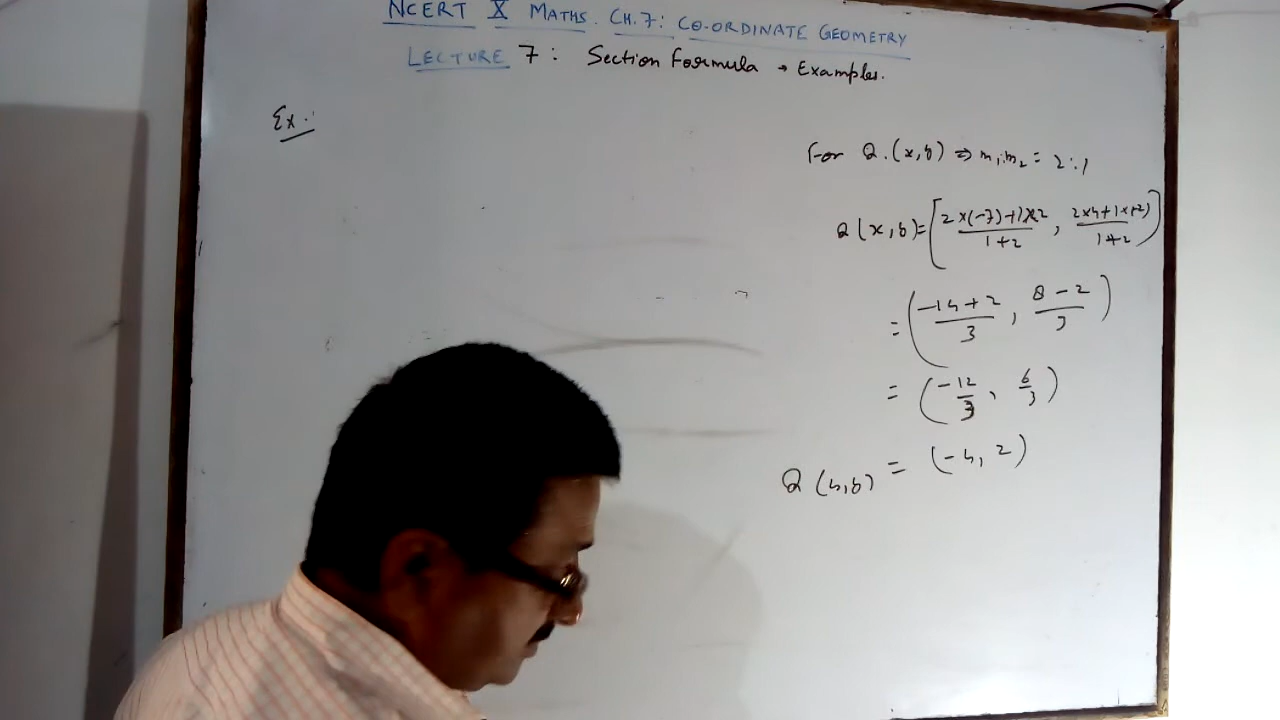 NCERT X MATHS. CH.7: CO-ORDINATE GEOMETRY
LECTURE 7: Section Formula → Examples.
Ex.:
For Q.(x,y) ⇒ m₁:m₂ = 2:1
Q(x,y)=[2×(-7)+1×2/1+2, 2×4+1×(-2)/1+2]
= (-14+2/3, 8-2/3)
= (-12/3, 6/3)
Q(x,y) = (-4, 2)